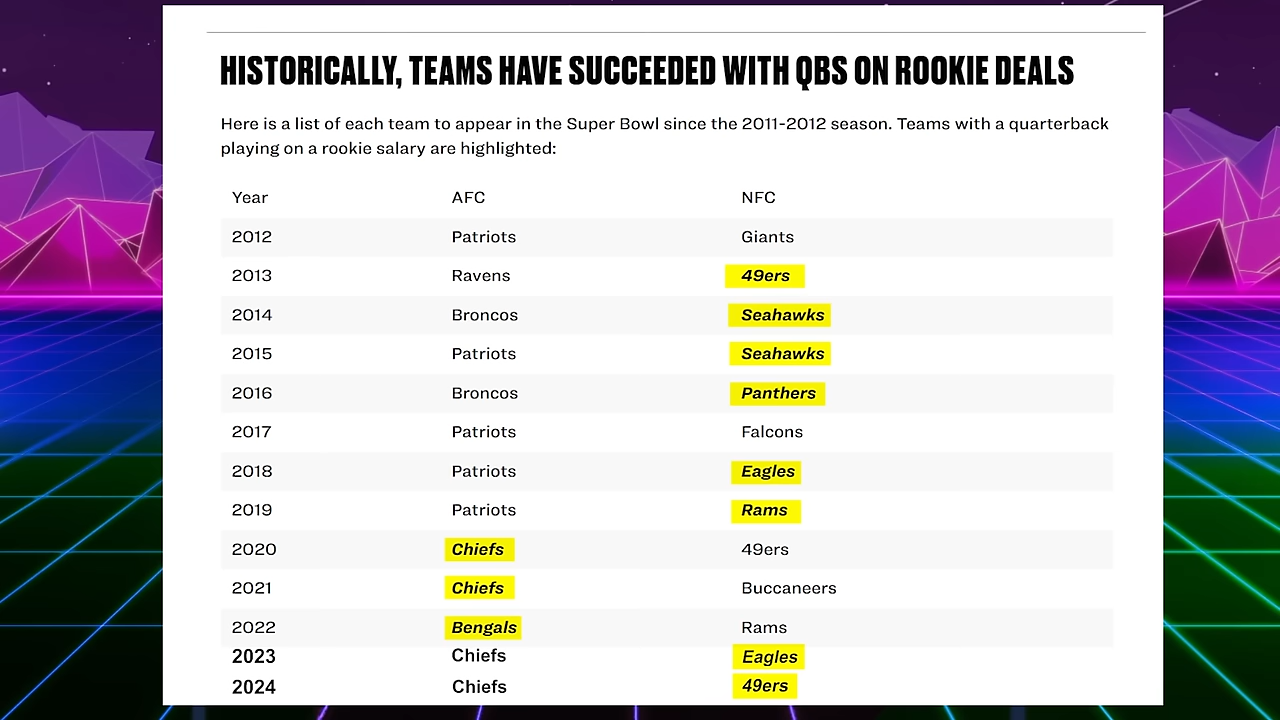 HISTORICALLY, TEAMS HAVE SUCCEEDED WITH QBS ON ROOKIE DEALS
Here is a list of each team to appear in the Super Bowl since the 2011-2012 season. Teams with a quarterback
playing on a rookie salary are highlighted:
Year AFC NFC
2012 Patriots Giants
2013 Ravens 49ers
2014 Broncos Seahawks
2015 Patriots Seahawks
2016 Broncos Panthers
2017 Patriots Falcons
2018 Patriots Eagles
2019 Patriots Rams
2020 Chiefs 49ers
2021 Chiefs Buccaneers
2022 Bengals Rams
2023 Chiefs Eagles
2024 Chiefs 49ers